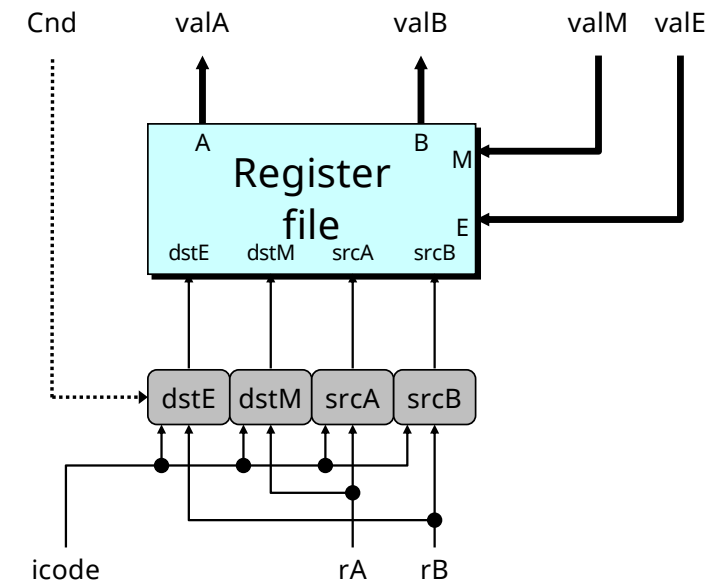 Cnd valA valB valM valE
A B
M
Register
file
E
dstE dstM srcA srcB
dstE dstM srcA srcB
icode rA rB